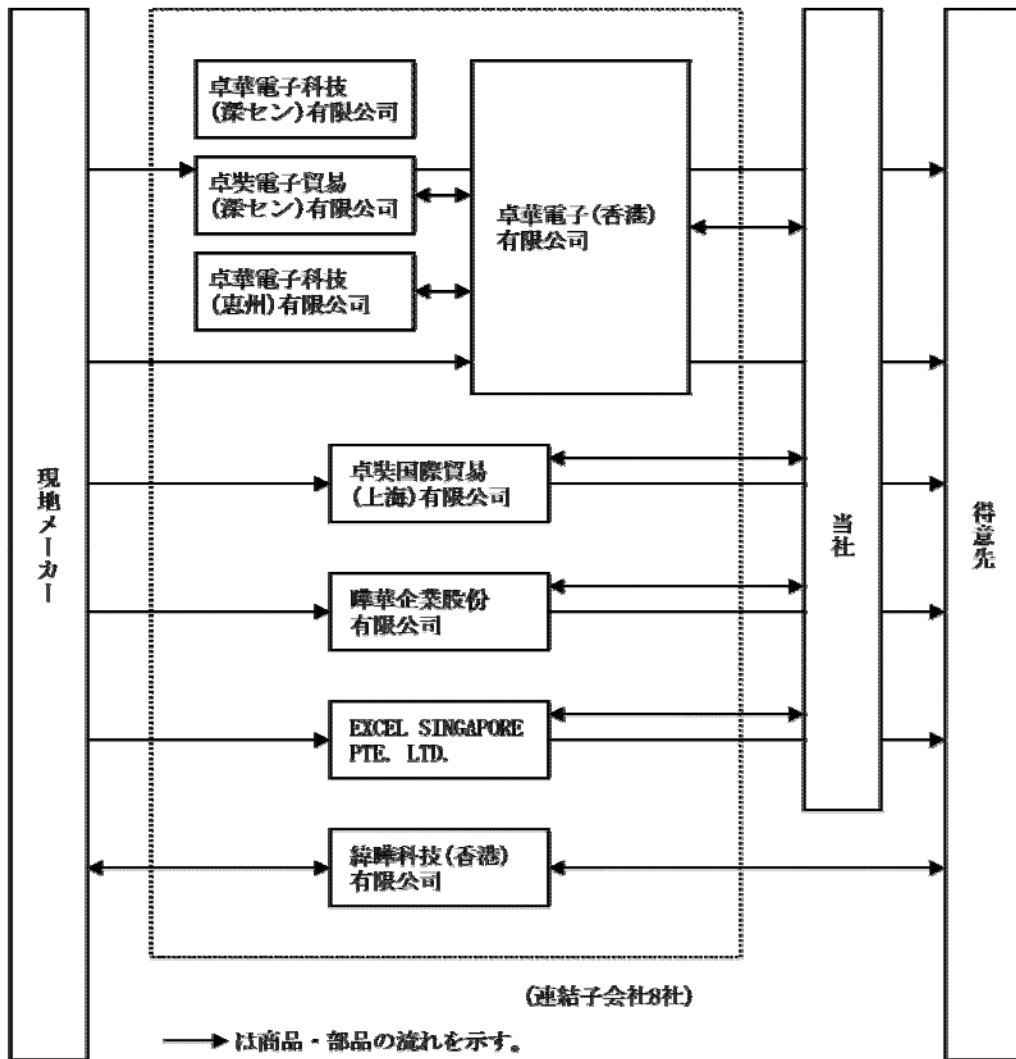 卓華電子科技
(深セン)有限公司
卓奘電子貿易
(深セン)有限公司
卓華電子科技
(恵州)有限公司
卓華電子(香港)
有限公司
現地メーカー
卓奘国際貿易
(上海)有限公司
曄華企業股份
有限公司
EXCEL SINGAPORE
PTE. LTD.
緯曄科技(香港)
有限公司
当社
得意先
(連結子会社8社)
は商品・部品の流れを示す。